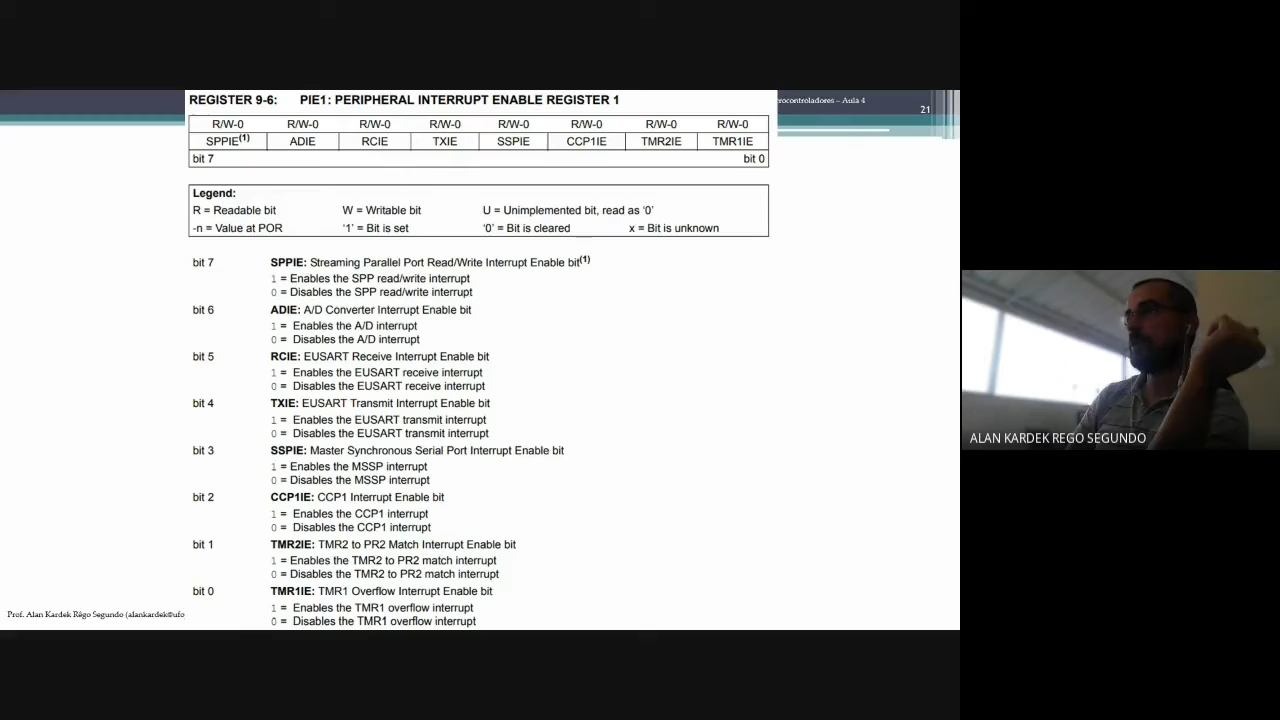 REGISTER 9-6: PIE1: PERIPHERAL INTERRUPT ENABLE REGISTER 1
rocontroladores – Aula 4
21
R/W-0 R/W-0 R/W-0 R/W-0 R/W-0 R/W-0 R/W-0 R/W-0
SPPIE(1) ADIE RCIE TXIE SSPIE CCP1IE TMR2IE TMR1IE
bit 7 bit 0
Legend:
R = Readable bit W = Writable bit U = Unimplemented bit, read as ‘0’
-n = Value at POR ‘1’ = Bit is set ‘0’ = Bit is cleared x = Bit is unknown
bit 7 SPPIE: Streaming Parallel Port Read/Write Interrupt Enable bit(1)
1 = Enables the SPP read/write interrupt
0 = Disables the SPP read/write interrupt
bit 6 ADIE: A/D Converter Interrupt Enable bit
1 = Enables the A/D interrupt
0 = Disables the A/D interrupt
bit 5 RCIE: EUSART Receive Interrupt Enable bit
1 = Enables the EUSART receive interrupt
0 = Disables the EUSART receive interrupt
bit 4 TXIE: EUSART Transmit Interrupt Enable bit
1 = Enables the EUSART transmit interrupt
0 = Disables the EUSART transmit interrupt
bit 3 SSPIE: Master Synchronous Serial Port Interrupt Enable bit
1 = Enables the MSSP interrupt
0 = Disables the MSSP interrupt
bit 2 CCP1IE: CCP1 Interrupt Enable bit
1 = Enables the CCP1 interrupt
0 = Disables the CCP1 interrupt
bit 1 TMR2IE: TMR2 to PR2 Match Interrupt Enable bit
1 = Enables the TMR2 to PR2 match interrupt
0 = Disables the TMR2 to PR2 match interrupt
bit 0 TMR1IE: TMR1 Overflow Interrupt Enable bit
1 = Enables the TMR1 overflow interrupt
0 = Disables the TMR1 overflow interrupt
Prof. Alan Kardek Rêgo Segundo (alankardek@ufo
ALAN KARDEK REGO SEGUNDO